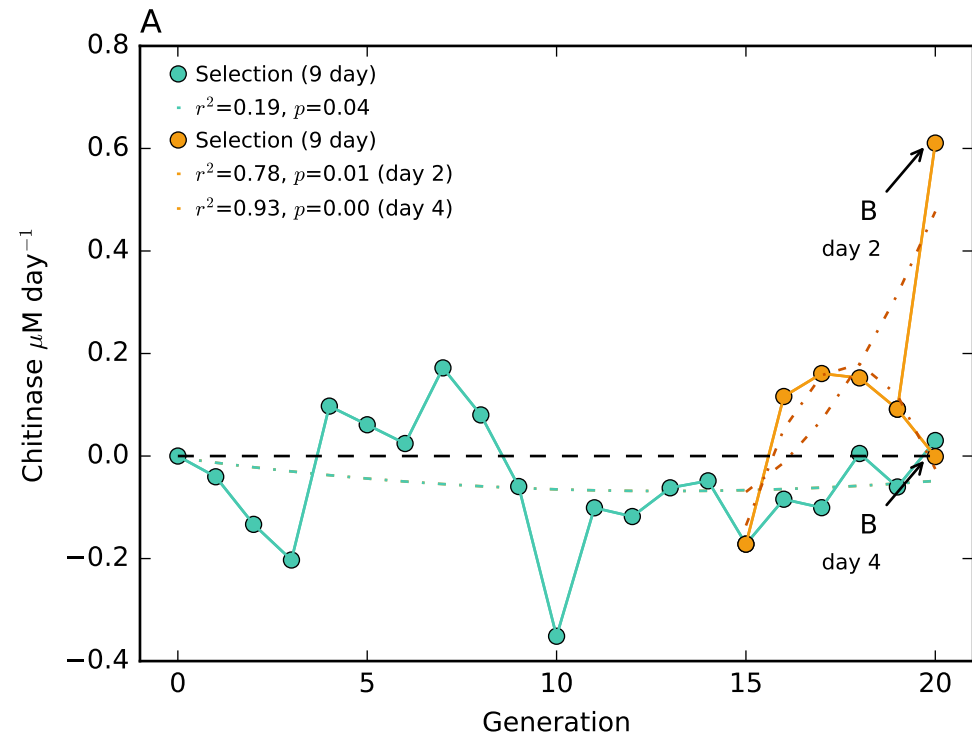 A
0.8
0.6
0.4
0.2
0.0
−0.2
−0.4
Chitinase μM day⁻¹
Selection (9 day)
r²=0.19, p=0.04
Selection (9 day)
r²=0.78, p=0.01 (day 2)
r²=0.93, p=0.00 (day 4)
B
day 2
B
day 4
0 5 10 15 20
Generation